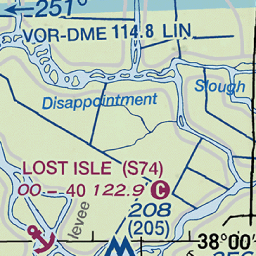 251°
VOR-DME 114.8 LIN
Disappointment
Slough
LOST ISLE (S74)
00 - 40 122.9 C
levee
208
(205)
38°00'